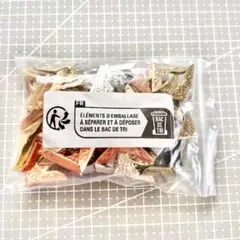 FR
ÉLÉMENTS D'EMBALLAGE
À SÉPARER ET À DÉPOSER
DANS LE BAC DE TRI
BAC
DE
TRI